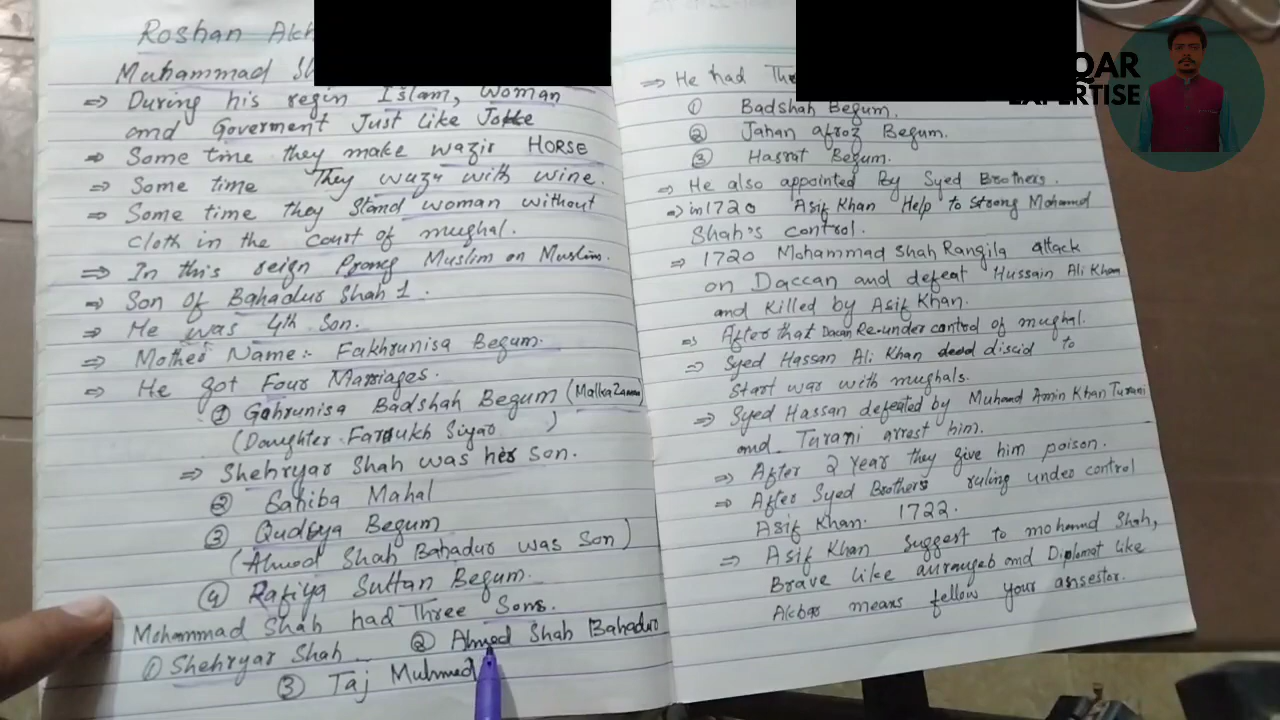 Roshan Akh
Muhammad Sh
⇒ During his regin Islam, woman
and Goverment Just like Jokke
⇒ Some time they make wazir HORSE
⇒ Some time They wuzu with wine.
⇒ Some time they Stand woman without
cloth in the court of mughal.
⇒ In this reign Muslim on Muslim.
⇒ Son of Bahadur Shah 1.
⇒ He was 4th Son.
⇒ Mother Name:- Fakhrunisa Begum.
⇒ He got Four Marriages.
① Gohrunisa Badshah Begum (Malka Zamma)
(Daughter Farrukh Siyar )
⇒ Shehryar Shah was her son.
② Sahiba Mahal
③ Qudsya Begum
(Ahmed Shah Bahadur was Son)
④ Rafiya Sultan Begum.
Mohammad Shah had Three Sons.
① Shehryar Shah ② Ahmed Shah Bahadur
③ Taj Muhmed
⇒ He had Th
① Badshah Begum.
② Jahan afroz Begum.
③ Hasrat Begum.
⇒ He also appointed By Syed Brothers.
⇒ in 1720 Asif Khan Help to Strong Mohamd
Shah's control.
⇒ 1720 Mohammad Shah Rangila attack
on Daccan and defeat Hussain Ali Khan
and killed by Asif Khan.
⇒ After that Dacan Re-under control of mughal.
⇒ Syed Hassan Ali Khan discid to
Start war with mughals.
⇒ Syed Hassan defeated by Muhamd Amin Khan Turani
and Turani arrest him.
⇒ After 2 Year they give him poison.
⇒ After Syed Brothers ruling under control
Asif Khan. 1722.
⇒ Asif Khan suggest to mohamd Shah,
Brave like aurangeb and Diplomat like
Akbar means fellow your ansestor.
QAR
EXPERTISE